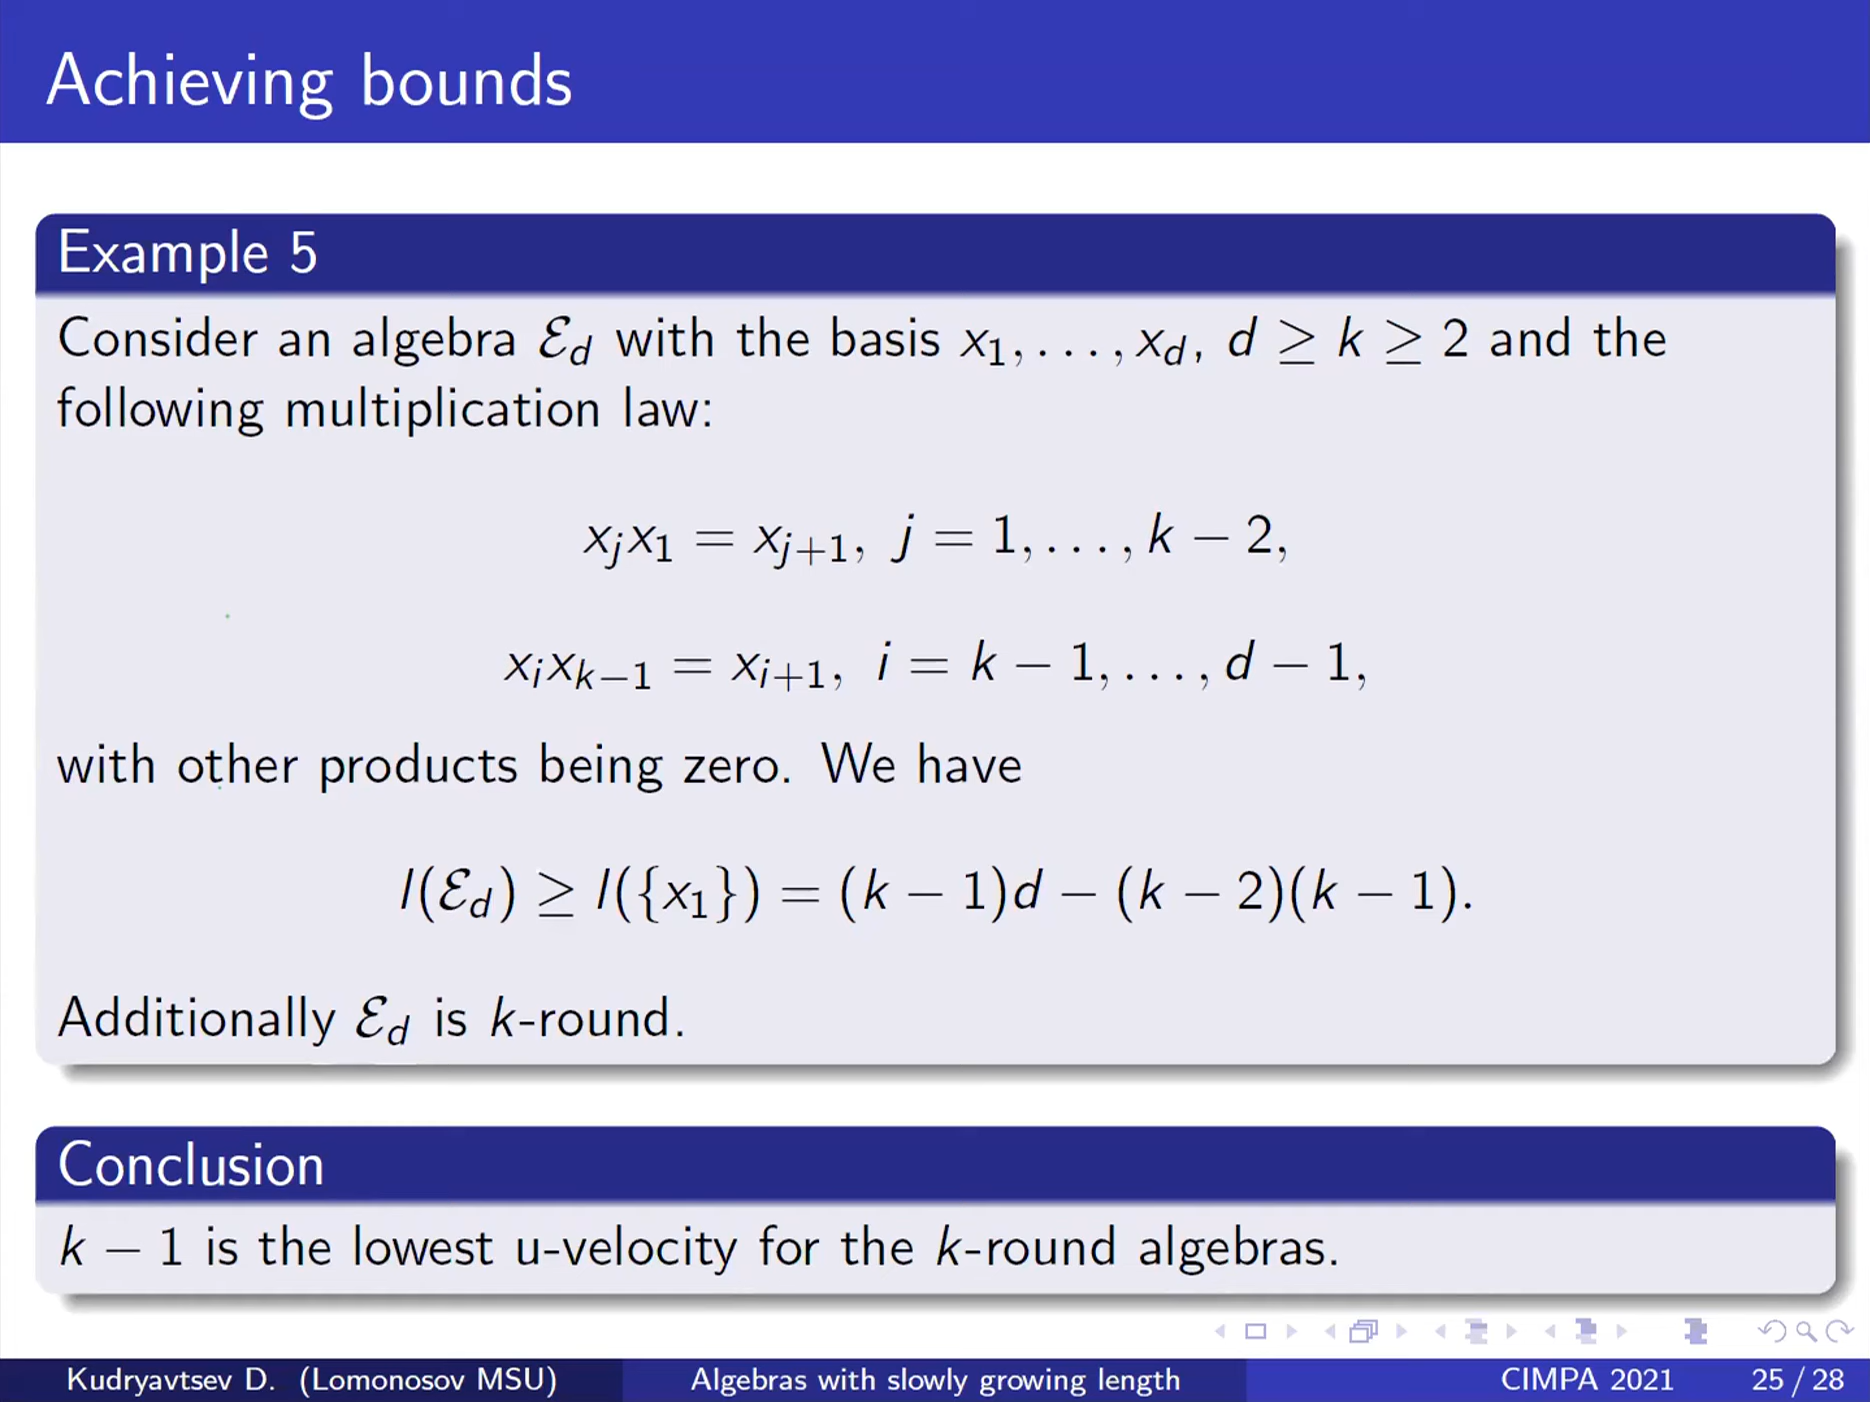 Achieving bounds
Example 5
Consider an algebra ℰ_d with the basis x_1, . . . , x_d, d ≥ k ≥ 2 and the
following multiplication law:
x_j x_1 = x_{j+1}, j = 1, . . . , k − 2,
x_i x_{k−1} = x_{i+1}, i = k − 1, . . . , d − 1,
with other products being zero. We have
l(ℰ_d) ≥ l({x_1}) = (k − 1)d − (k − 2)(k − 1).
Additionally ℰ_d is k-round.
Conclusion
k − 1 is the lowest u-velocity for the k-round algebras.
Kudryavtsev D. (Lomonosov MSU) Algebras with slowly growing length CIMPA 2021 25 / 28